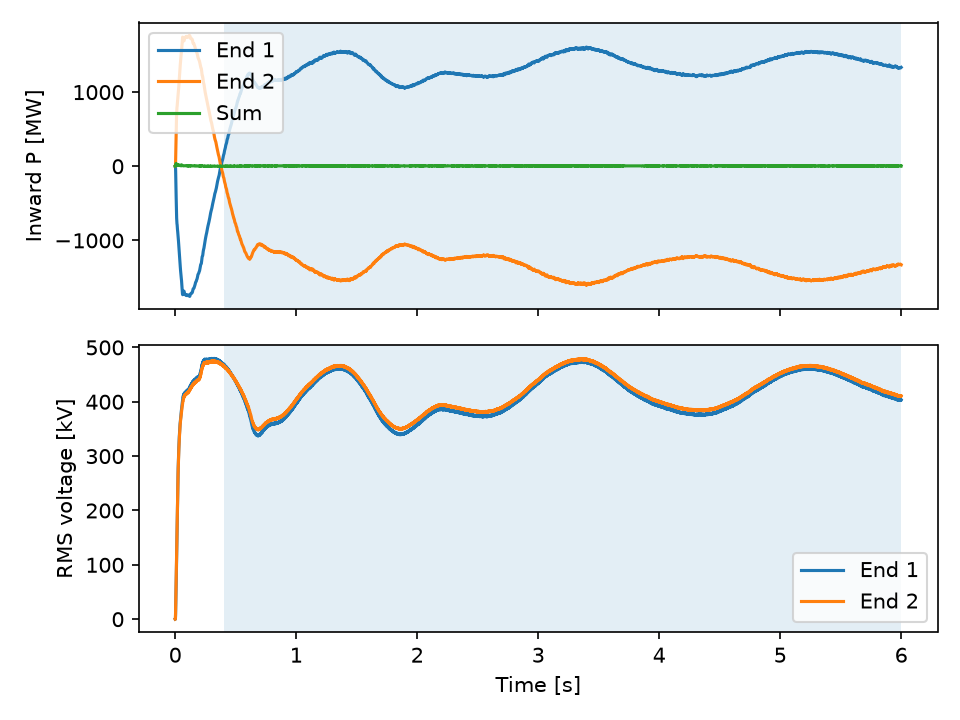 Inward P [MW]
1000
0
−1000
End 1
End 2
Sum
RMS voltage [kV]
500
400
300
200
100
0
End 1
End 2
0 1 2 3 4 5 6
Time [s]